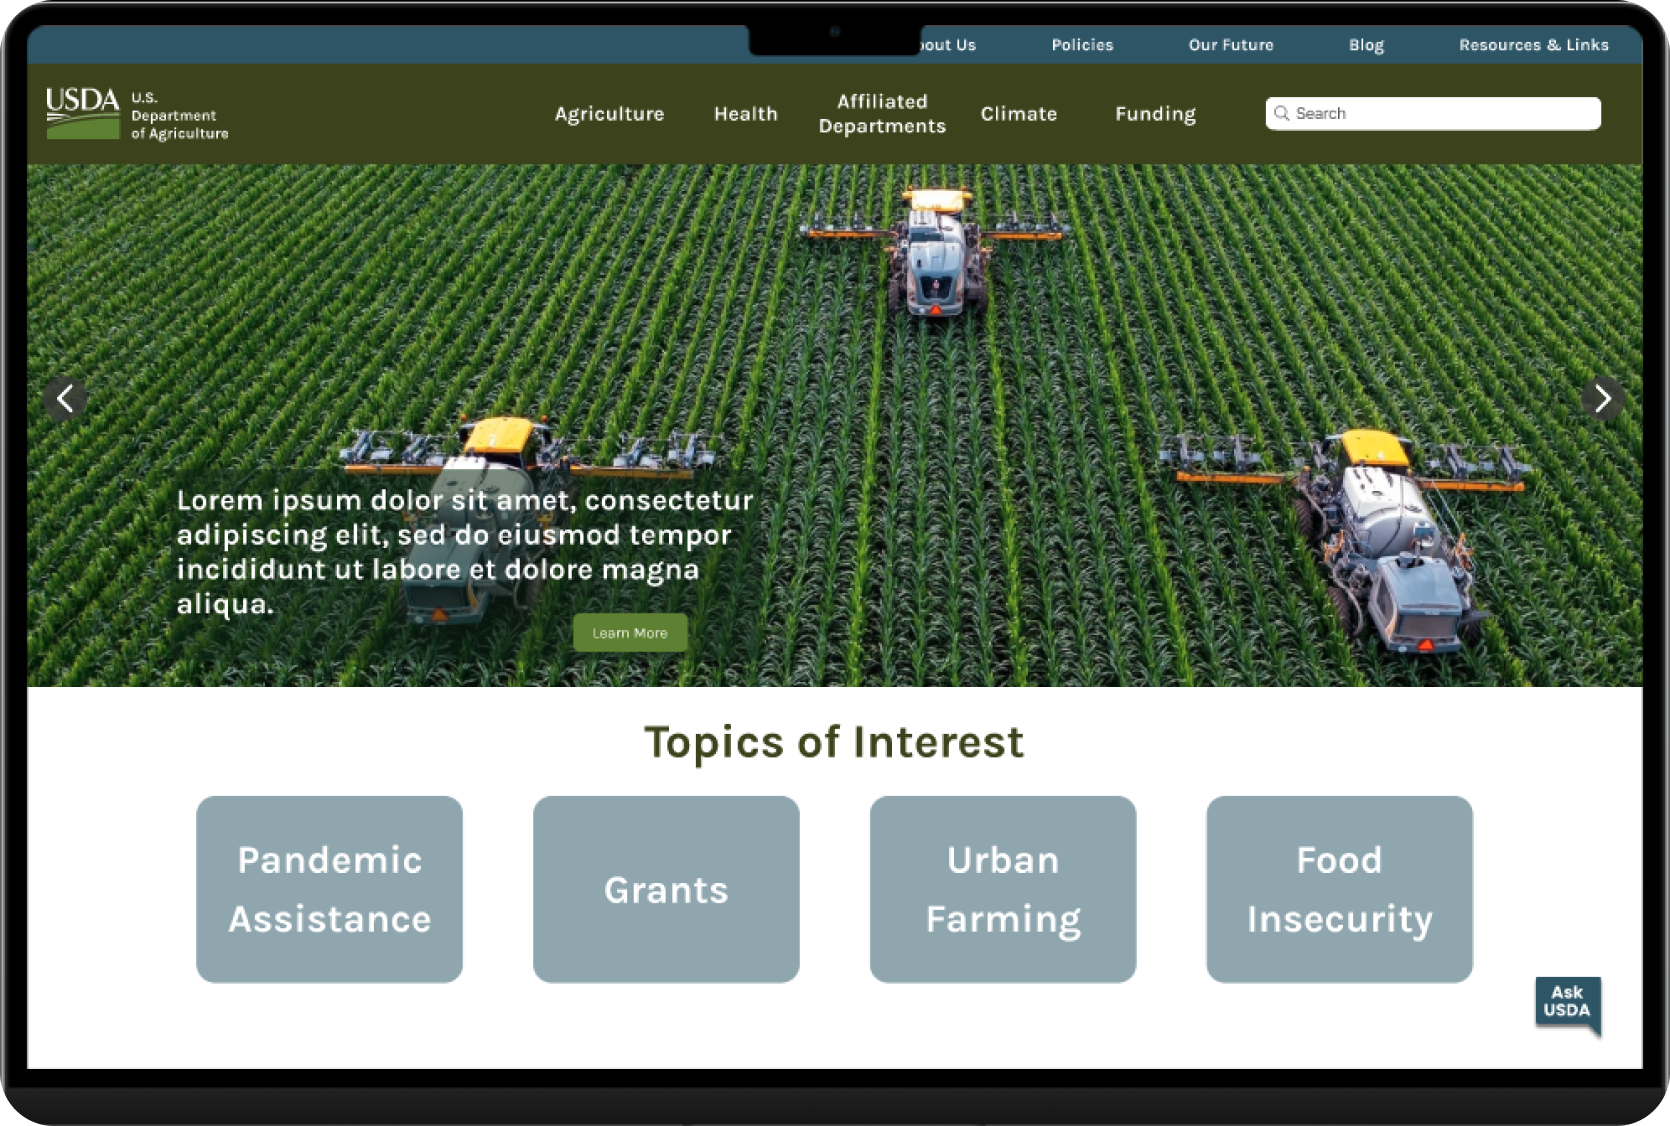 out Us
Policies
Our Future
Blog
Resources & Links
USDA
U.S.
Department
of Agriculture
Agriculture
Health
Affiliated
Departments
Climate
Funding
Search
Lorem ipsum dolor sit amet, consectetur
adipiscing elit, sed do eiusmod tempor
incididunt ut labore et dolore magna
aliqua.
Learn More
Topics of Interest
Pandemic
Assistance
Grants
Urban
Farming
Food
Insecurity
Ask
USDA